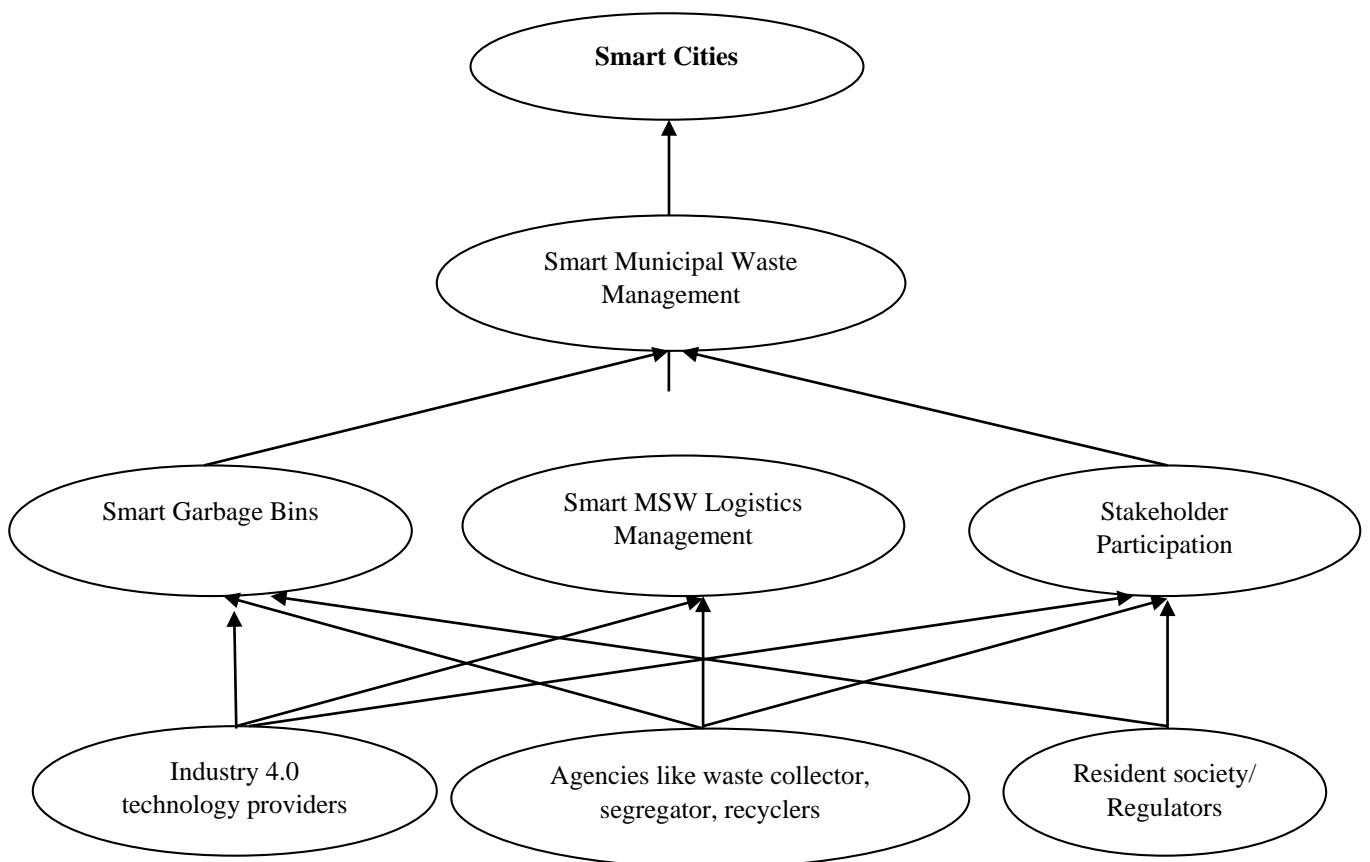 Smart Cities
Smart Municipal Waste
Management
Smart Garbage Bins
Smart MSW Logistics
Management
Stakeholder
Participation
Industry 4.0
technology providers
Agencies like waste collector,
segregator, recyclers
Resident society/
Regulators